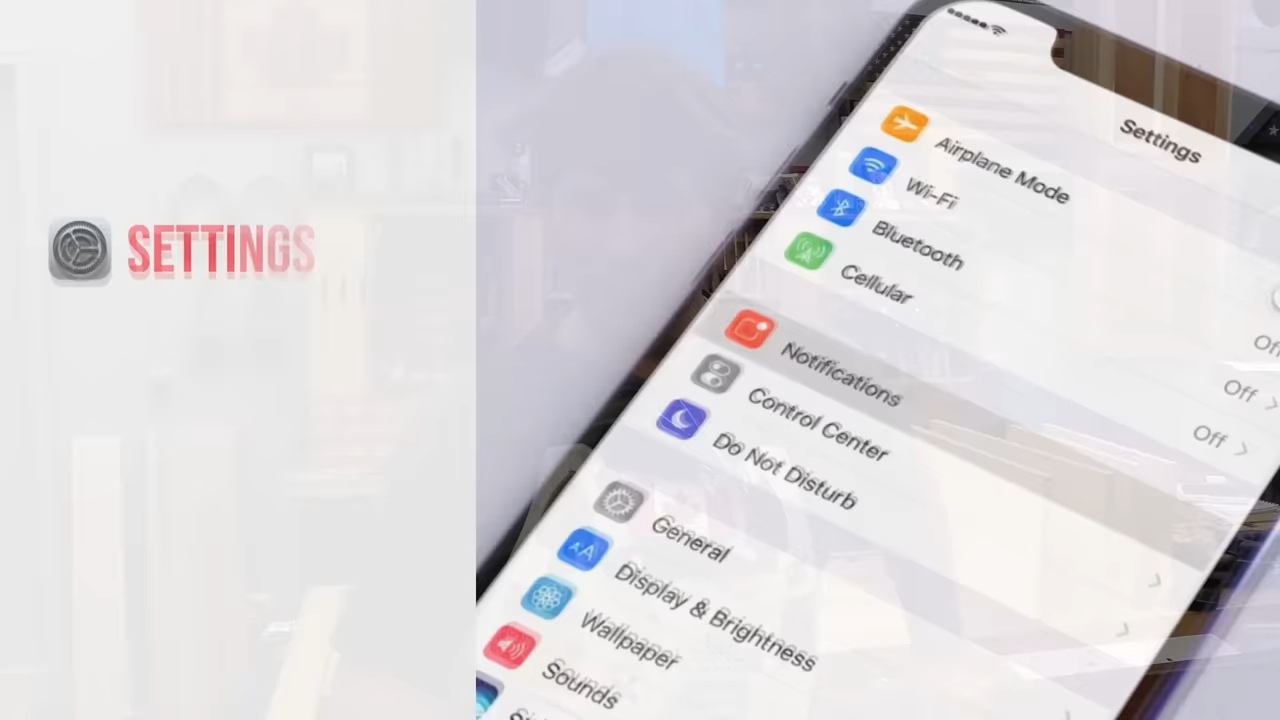 SETTINGS
Settings
Airplane Mode
Wi-Fi
Off
Bluetooth
Off
Cellular
Off
Notifications
Control Center
Do Not Disturb
General
AA
Display & Brightness
Wallpaper
Sounds